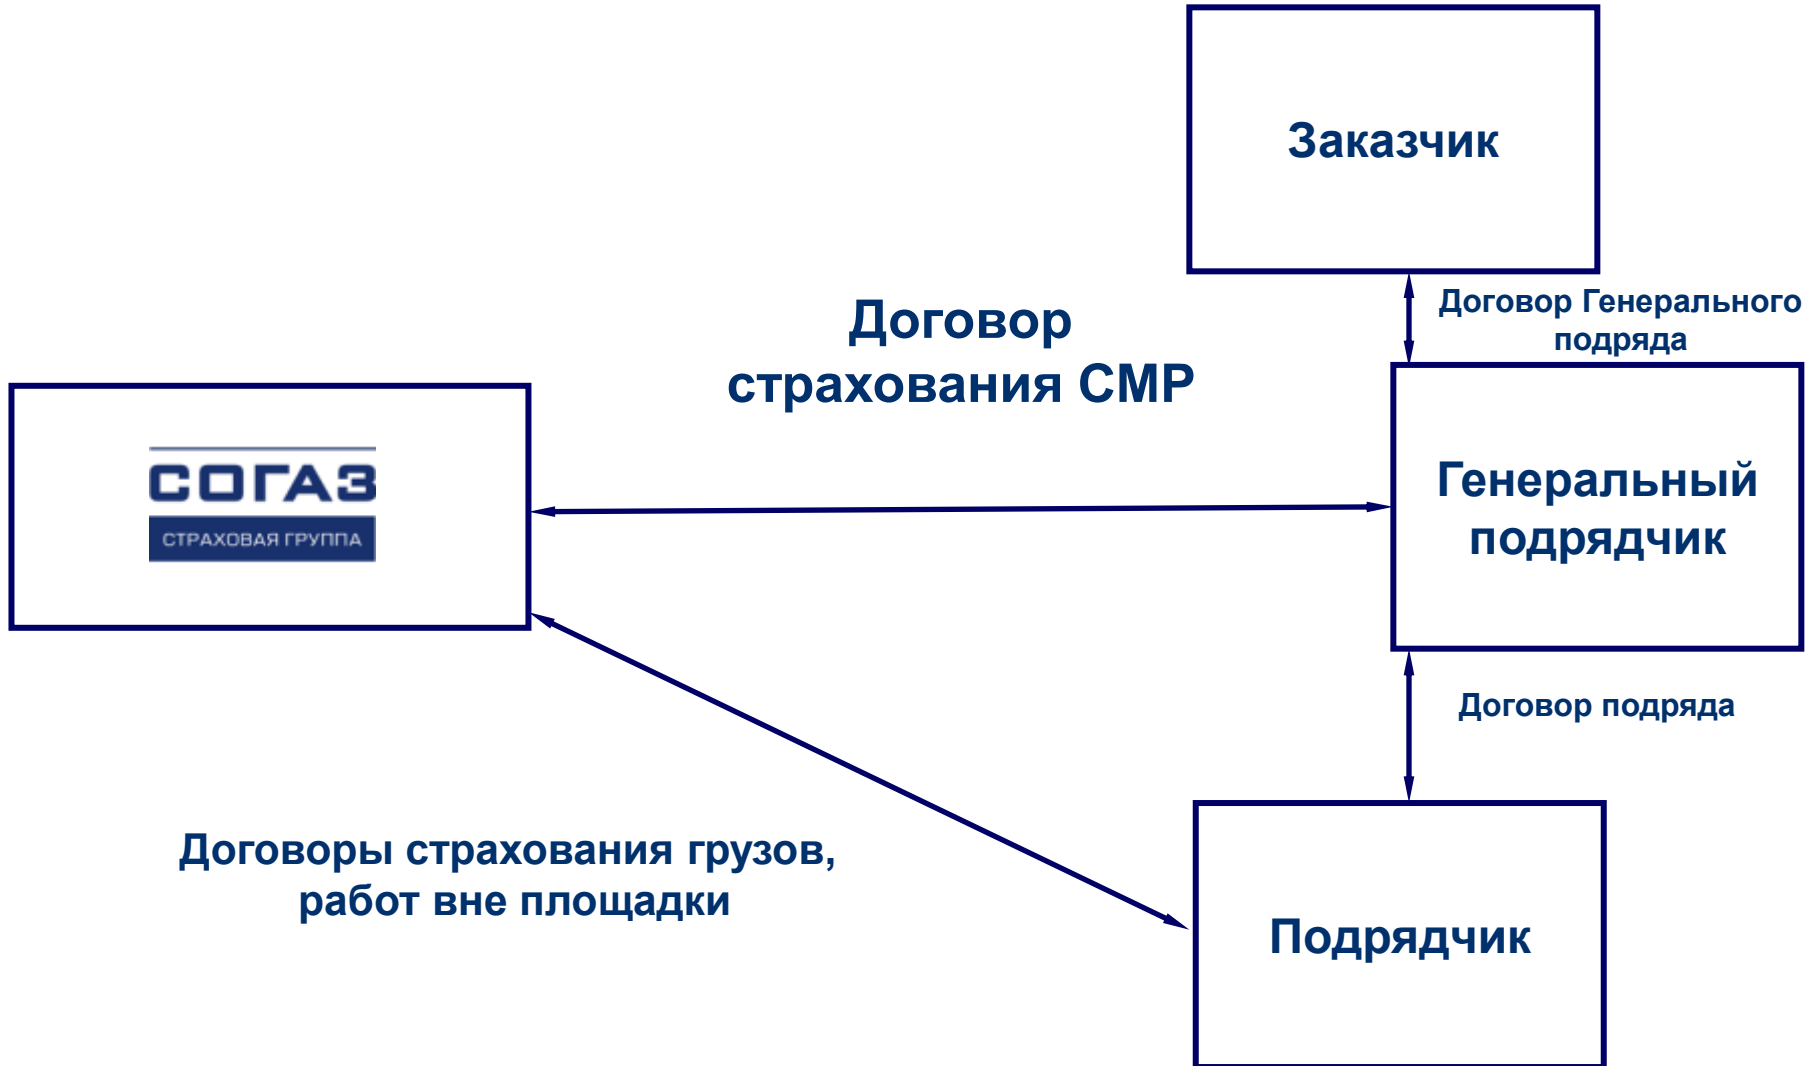 Заказчик
Договор Генерального
подряда
Договор
страхования СМР
СОГАЗ
СТРАХОВАЯ ГРУППА
Генеральный
подрядчик
Договор подряда
Договоры страхования грузов,
работ вне площадки
Подрядчик